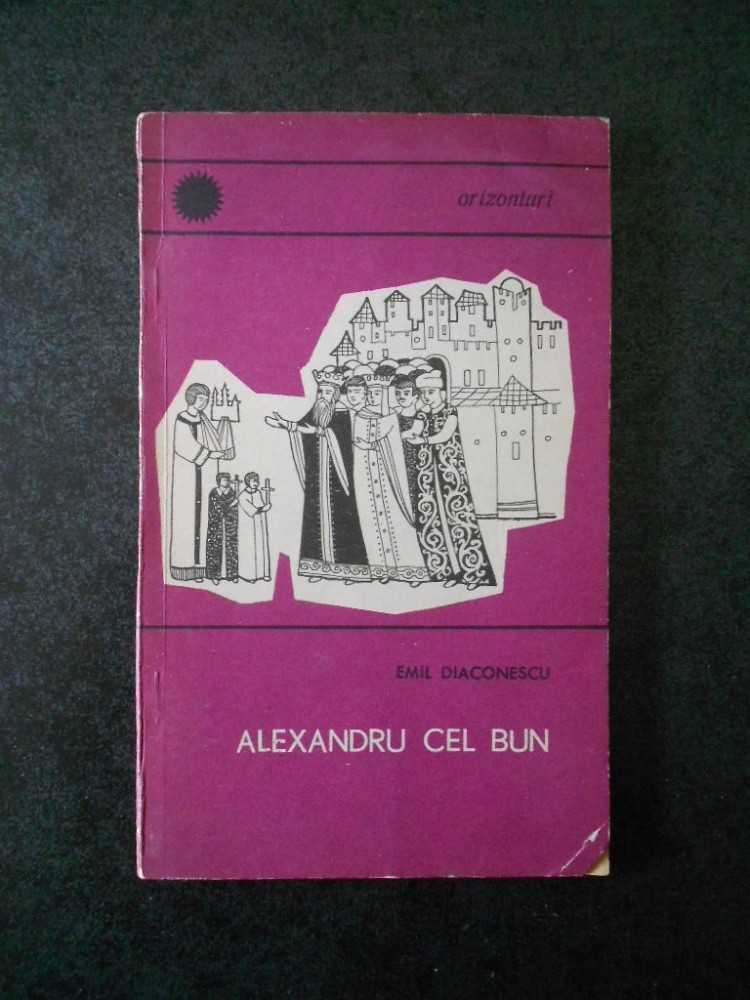 orizonturi
EMIL DIACONESCU
ALEXANDRU CEL BUN